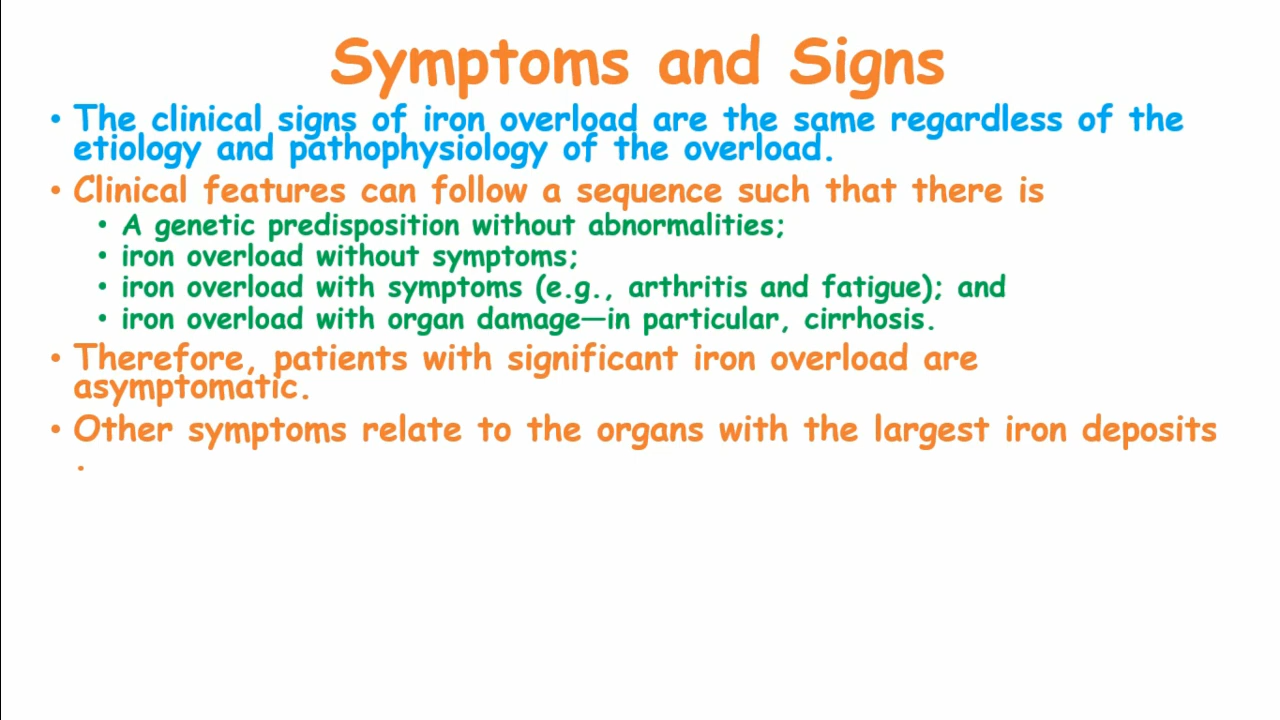 Symptoms and Signs
• The clinical signs of iron overload are the same regardless of the
etiology and pathophysiology of the overload.
• Clinical features can follow a sequence such that there is
• A genetic predisposition without abnormalities;
• iron overload without symptoms;
• iron overload with symptoms (e.g., arthritis and fatigue); and
• iron overload with organ damage—in particular, cirrhosis.
• Therefore, patients with significant iron overload are
asymptomatic.
• Other symptoms relate to the organs with the largest iron deposits
.